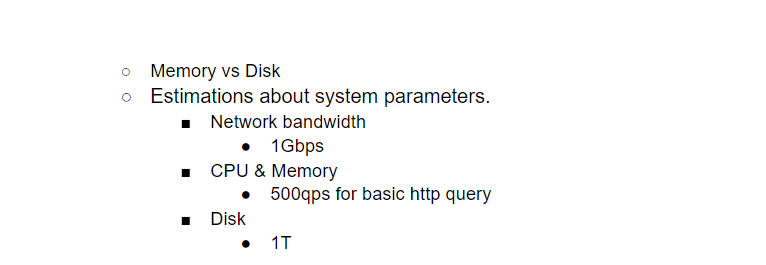 ○ Memory vs Disk
○ Estimations about system parameters.
■ Network bandwidth
● 1Gbps
■ CPU & Memory
● 500qps for basic http query
■ Disk
● 1T